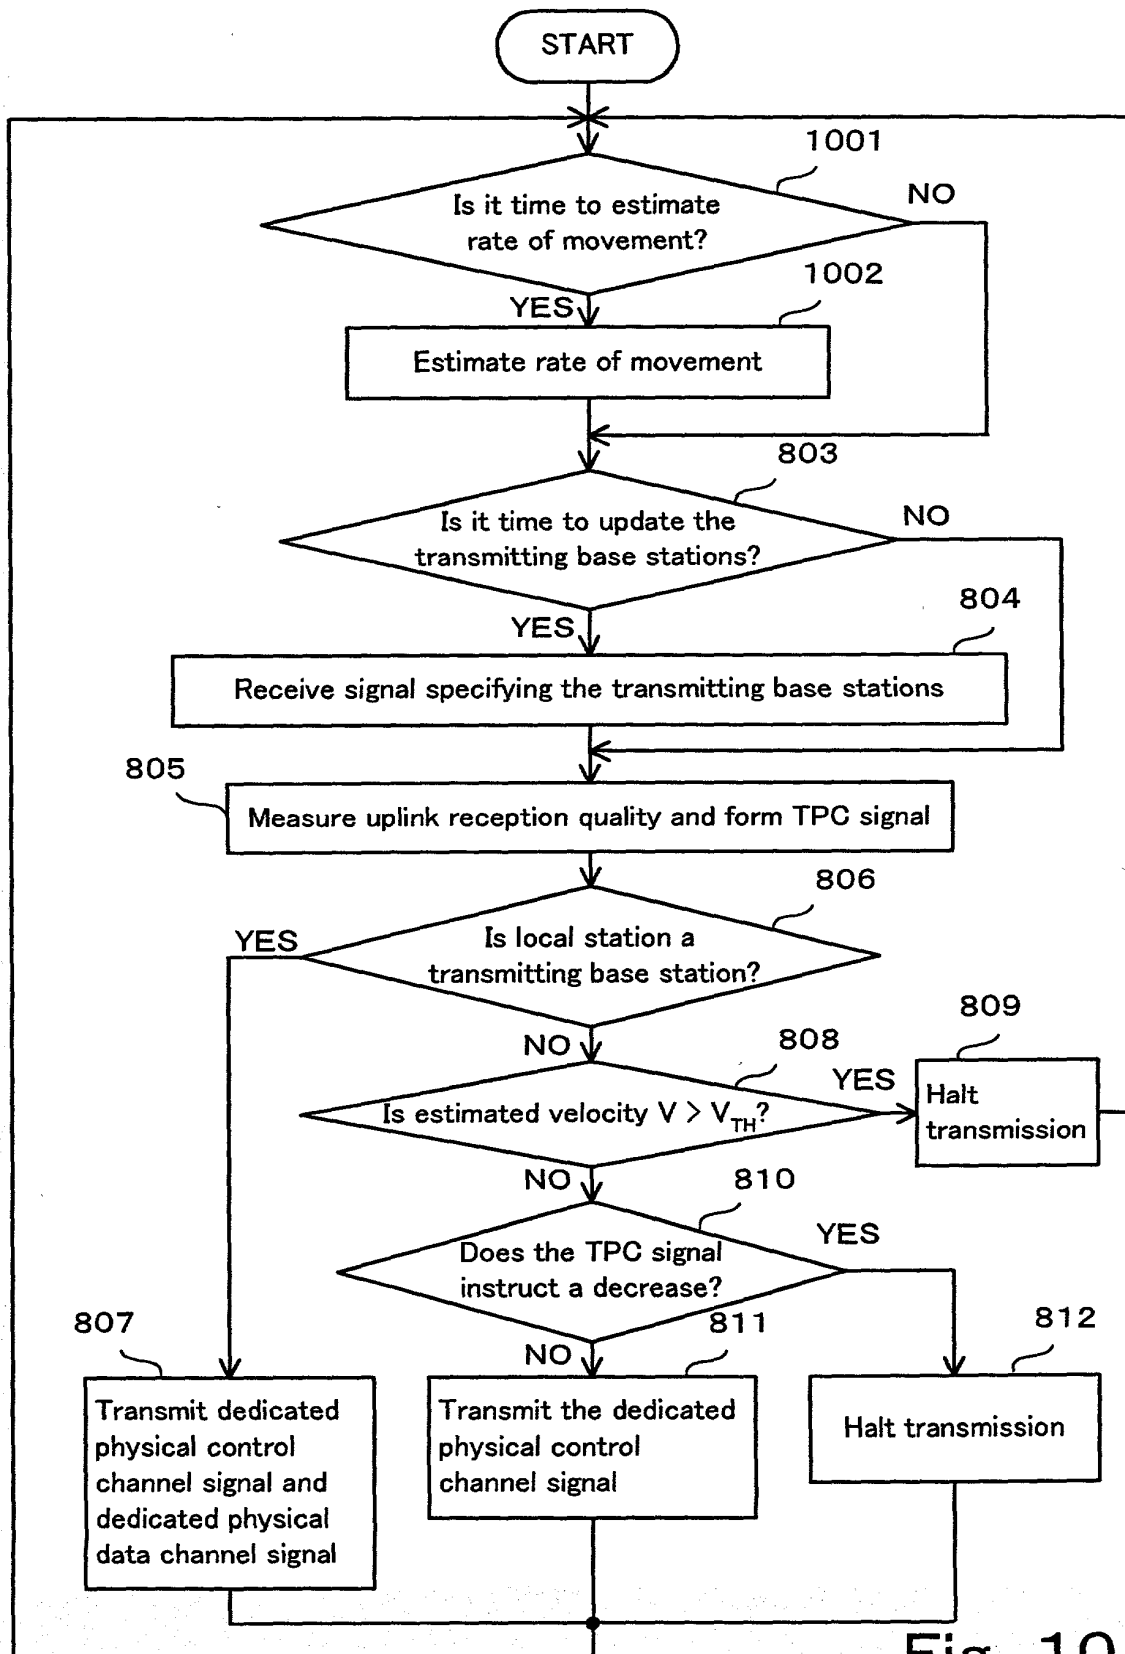 START
1001
Is it time to estimate
rate of movement?
NO
YES
1002
Estimate rate of movement
803
Is it time to update the
transmitting base stations?
NO
YES
804
Receive signal specifying the transmitting base stations
805
Measure uplink reception quality and form TPC signal
806
Is local station a
transmitting base station?
YES
NO
808
Is estimated velocity V > VTH?
YES
809
Halt
transmission
NO
810
Does the TPC signal
instruct a decrease?
YES
NO
807
Transmit dedicated
physical control
channel signal and
dedicated physical
data channel signal
811
Transmit the dedicated
physical control
channel signal
812
Halt transmission
Fig. 10